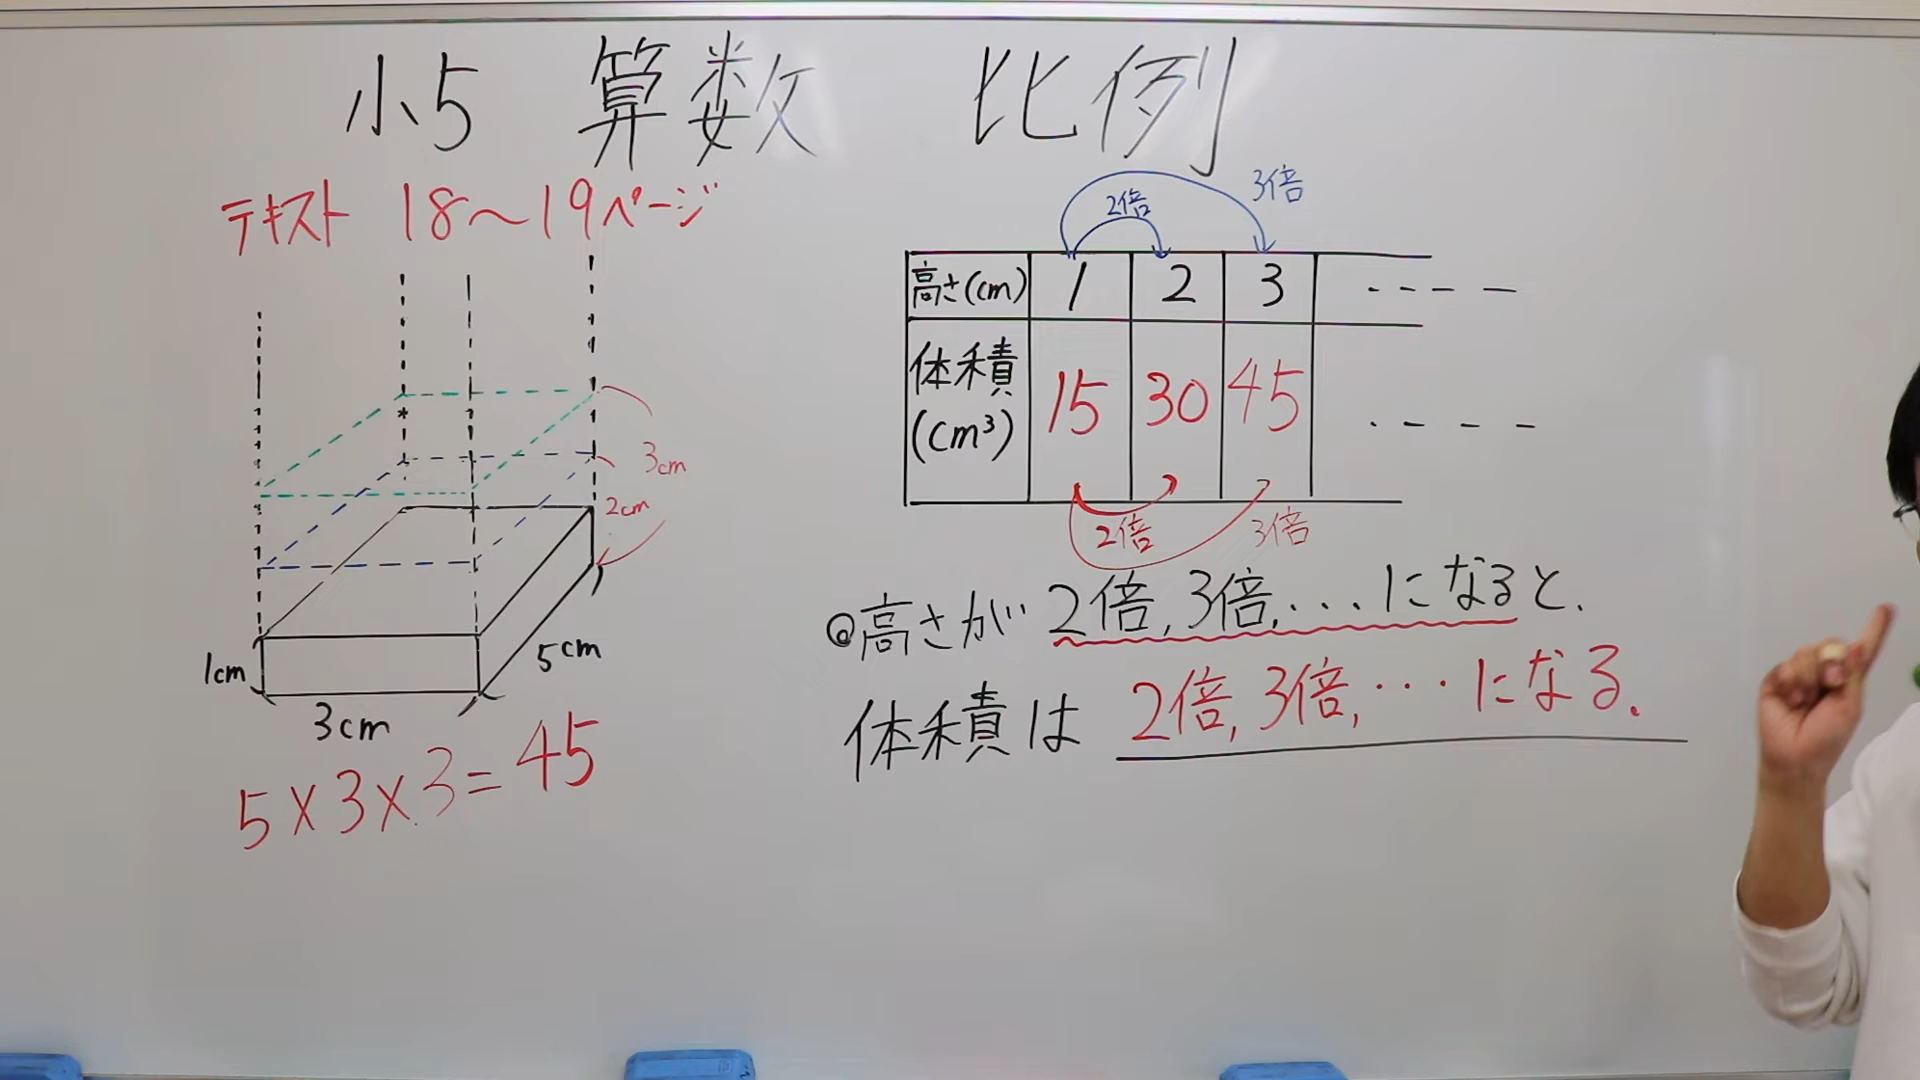 小5 算数 比例
テキスト 18〜19ページ
3cm
2cm
1cm
5cm
3cm
5×3×3=45
2倍 3倍
高さ(cm) 1 2 3 ----
体積(cm³) 15 30 45 ----
2倍 3倍
◎高さが 2倍,3倍,...になると、
体積は 2倍,3倍,...になる。